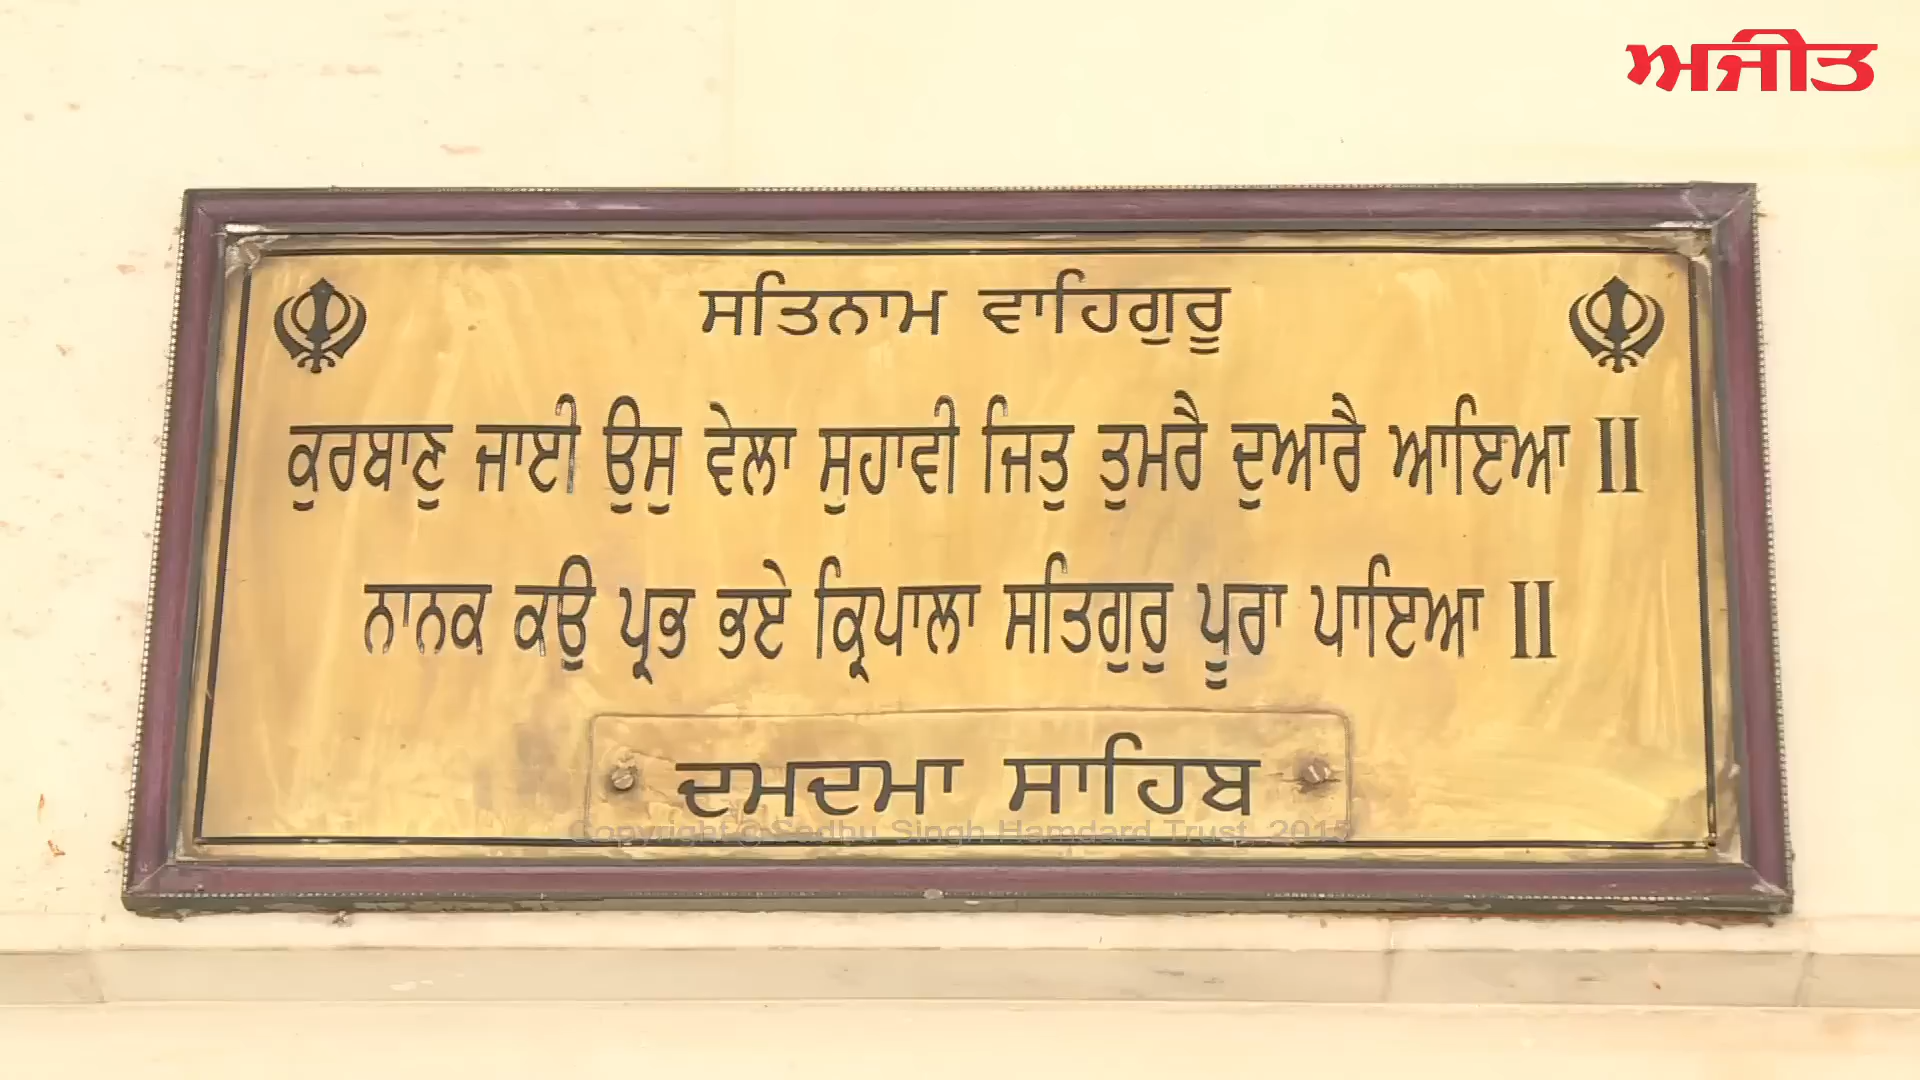 ਅਜੀਤ
ਸਤਿਨਾਮ ਵਾਹਿਗੁਰੂ
ਕੁਰਬਾਣੁ ਜਾਈ ਉਸੁ ਵੇਲਾ ਸੁਹਾਵੀ ਜਿਤੁ ਤੁਮਰੈ ਦੁਆਰੈ ਆਇਆ ॥
ਨਾਨਕ ਕਉ ਪ੍ਰਭ ਭਏ ਕ੍ਰਿਪਾਲਾ ਸਤਿਗੁਰੁ ਪੂਰਾ ਪਾਇਆ ॥
ਦਮਦਮਾ ਸਾਹਿਬ
Copyright © Sadhu Singh Hamdard Trust, 2015